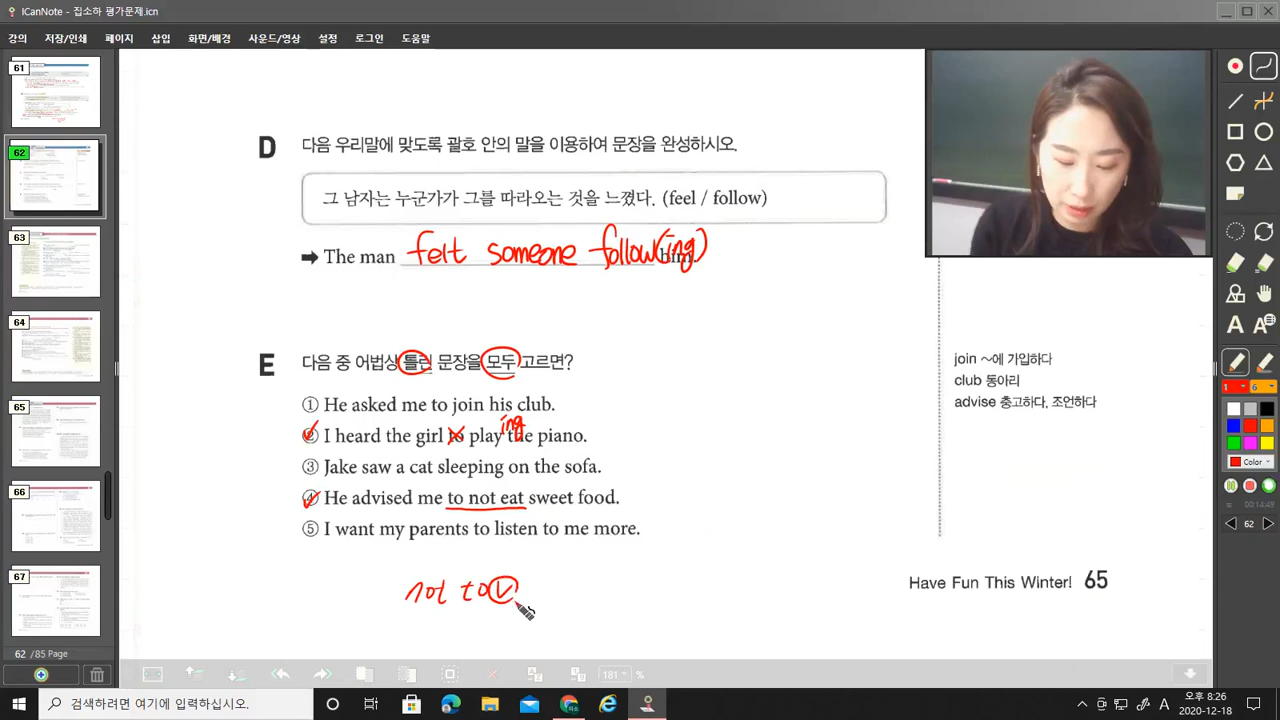 ICanNote - [집소하 평가문제.icn]
강의 저장/인쇄 페이지 삽입 화면/배경 사운드/영상 설정 로그인 도움말
61
62
63
64
65
66
67
62 /85 Page
D 다음 우리말에 맞도록 괄호 안의 말을 이용하여 문장을 완성하시오.
그 남자는 누군가가 그를 따라오는 것을 느꼈다. (feel / follow)
➡ The man felt someone follow(ing) him.
E 다음 중 어법상 틀린 문장을 모두 고르면?
① He asked me to join his club.
ing
② I heard the girl to play the piano.
③ Jake saw a cat sleeping on the sofa.
④ He advised me to not eat sweet food.
⑤ I want my parents to listen to me more.
not to v
join ~에 가입하다
club 동아리
advise 충고하다, 조언하다
Have Fun This Winter! 65
181 %
1 6
Color
00:14:48
62
검색하려면 여기에 입력하십시오.
A 오후 8:26
2020-12-18